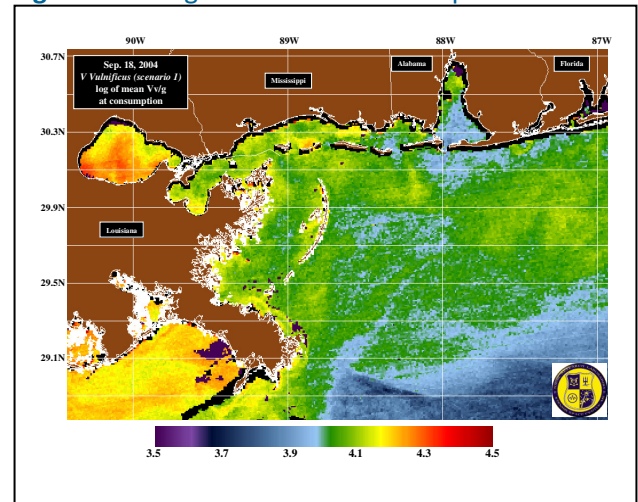 90W 89W 88W 87W
30.7N
Sep. 18, 2004
V Vulnificus (scenario 1)
log of mean Vv/g
at consumption
Mississippi
Alabama
Florida
30.3N
29.9N
Louisiana
29.5N
29.1N
3.5 3.7 3.9 4.1 4.3 4.5